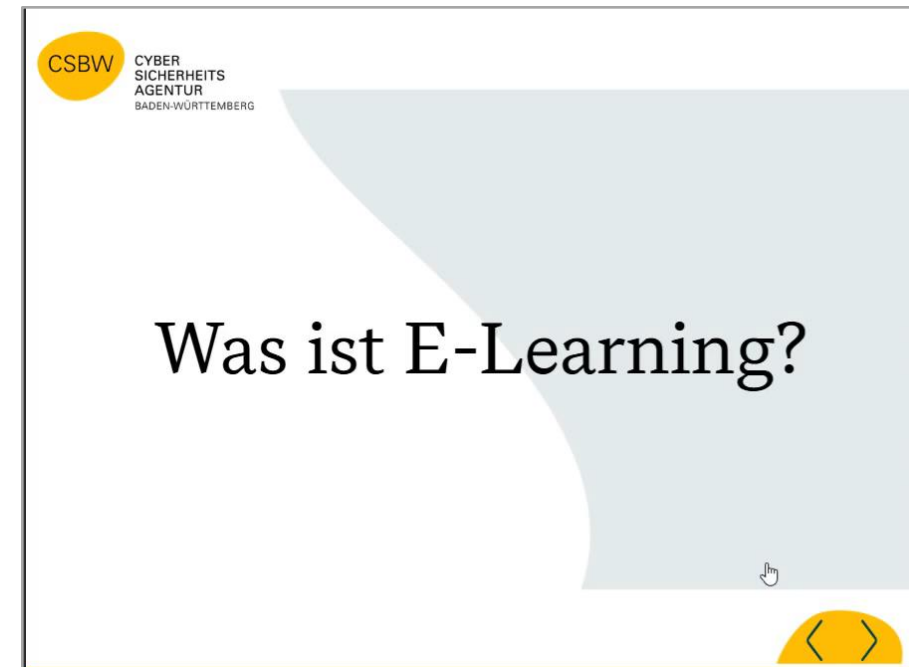 CSBW
CYBER
SICHERHEITS
AGENTUR
BADEN-WÜRTTEMBERG
Was ist E-Learning?